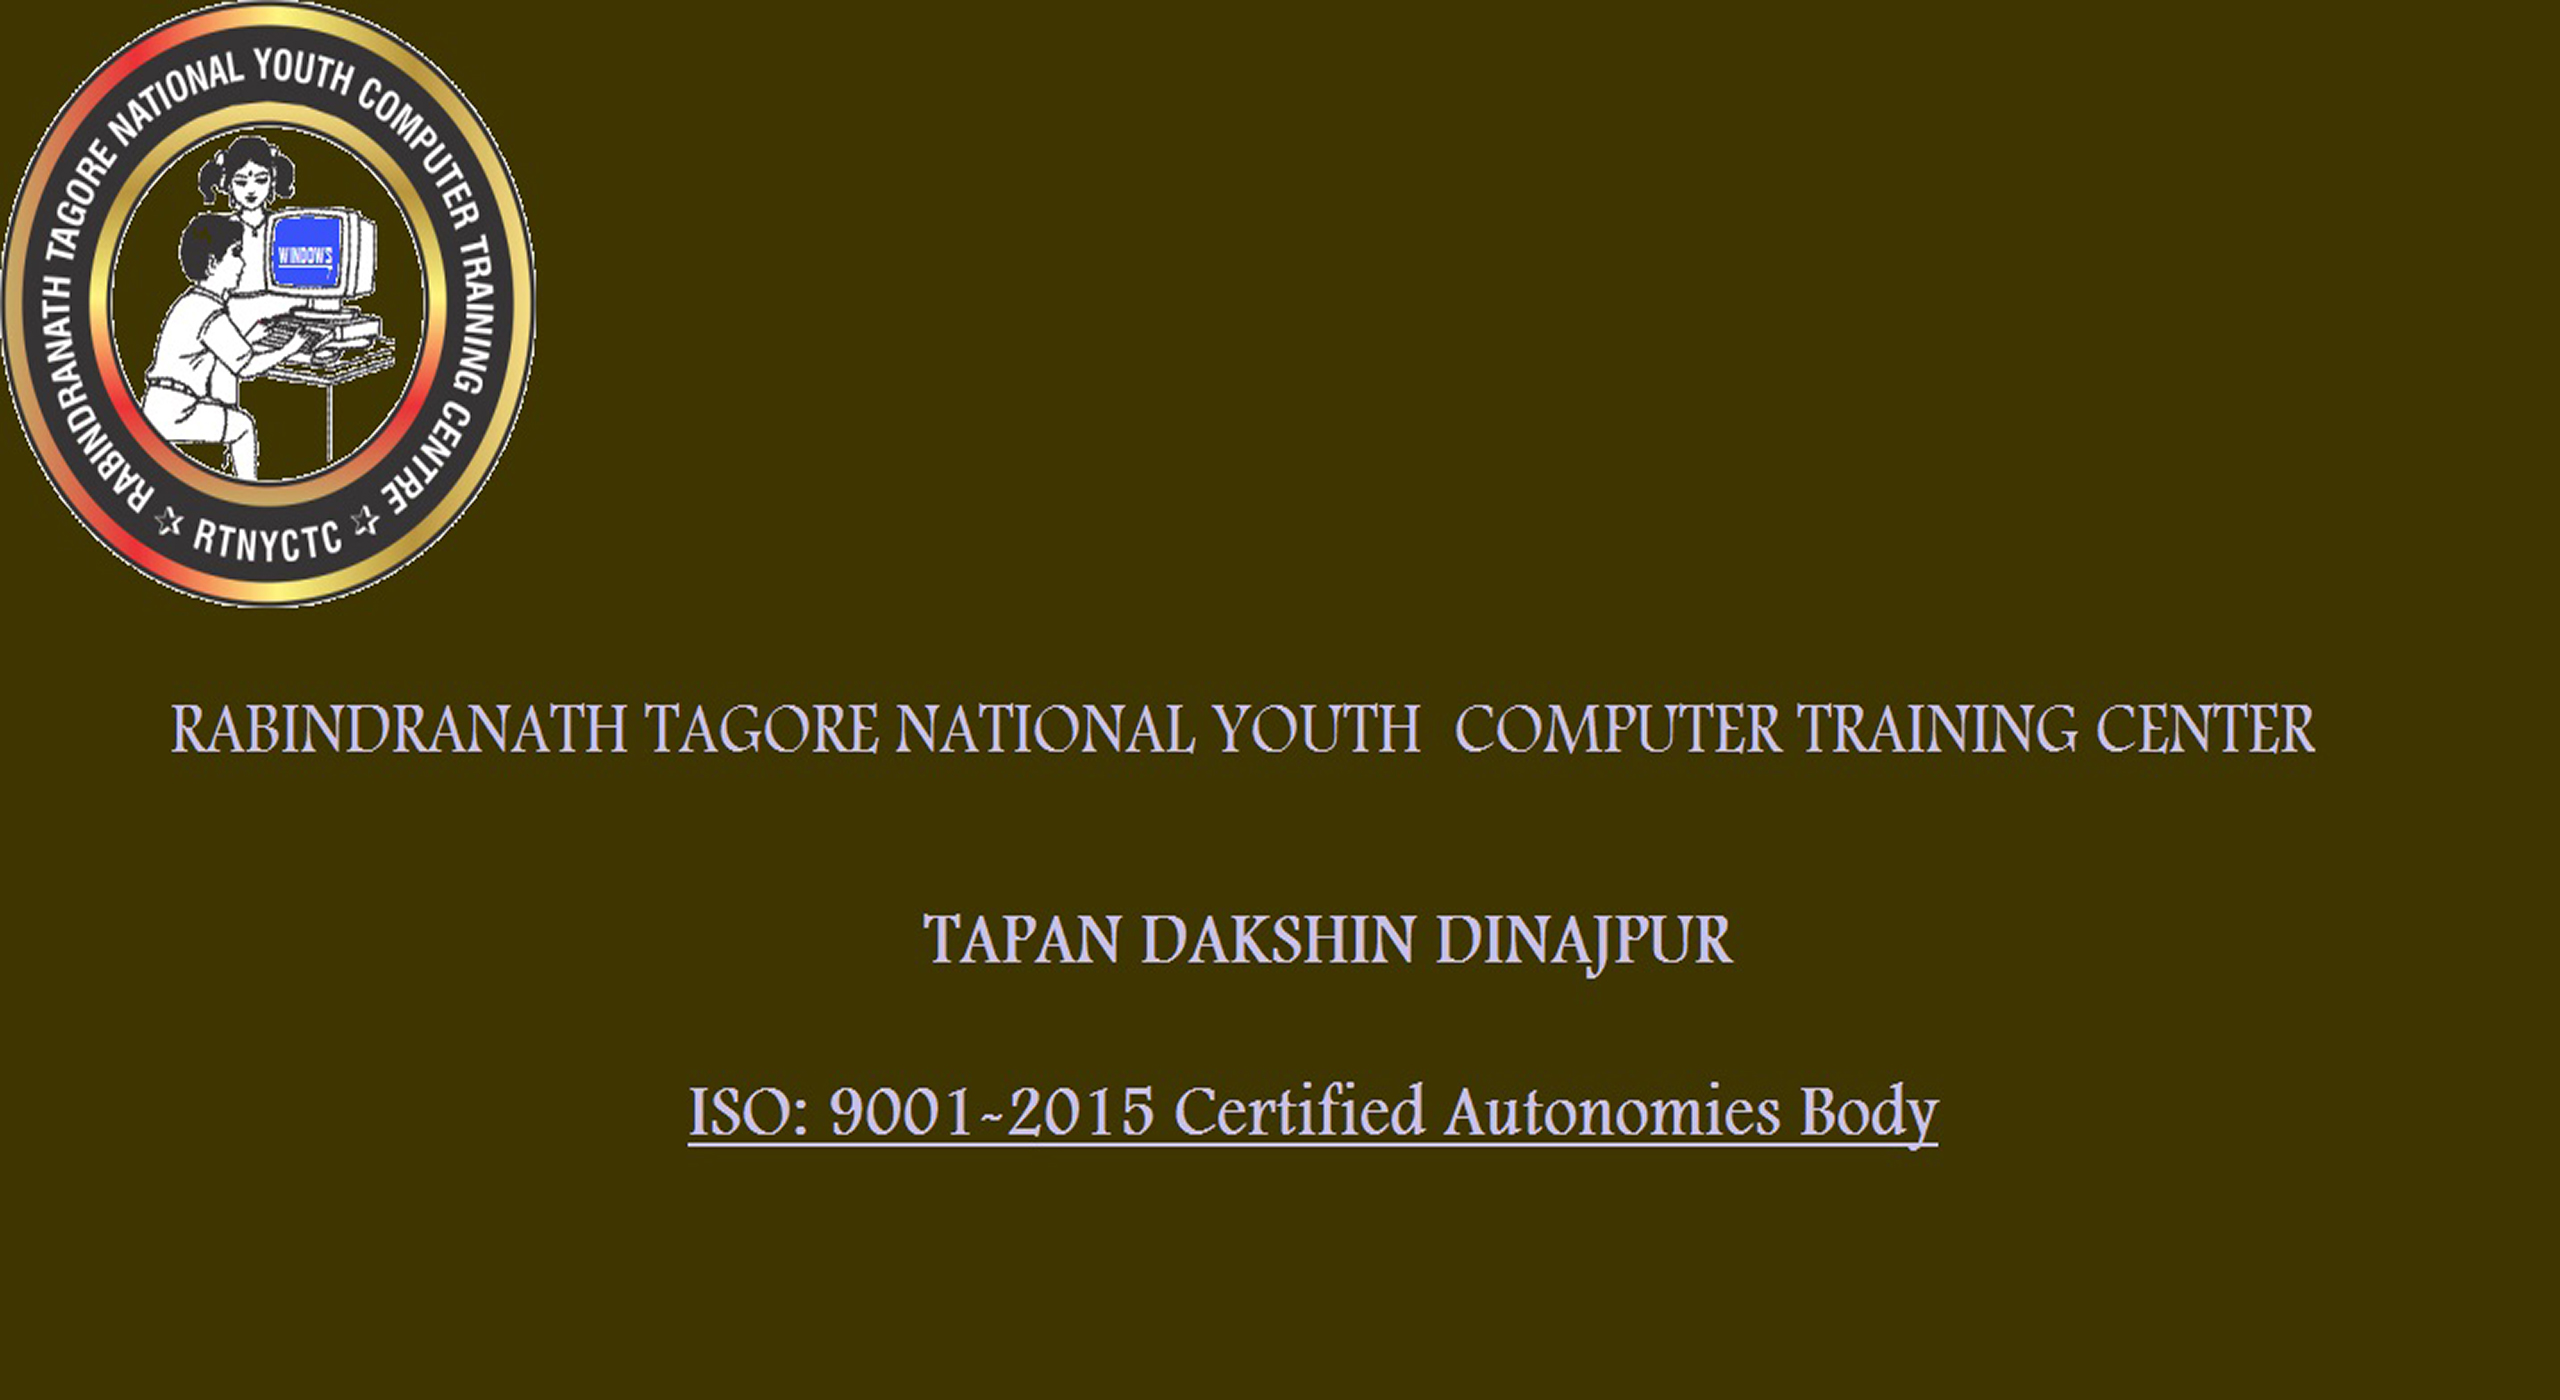 RABINDRANATH TAGORE NATIONAL YOUTH COMPUTER TRAINING CENTRE
☆ RTNYCTC ☆
WINDOWS
RABINDRANATH TAGORE NATIONAL YOUTH  COMPUTER TRAINING CENTER
TAPAN DAKSHIN DINAJPUR
ISO: 9001~2015 Certified Autonomies Body